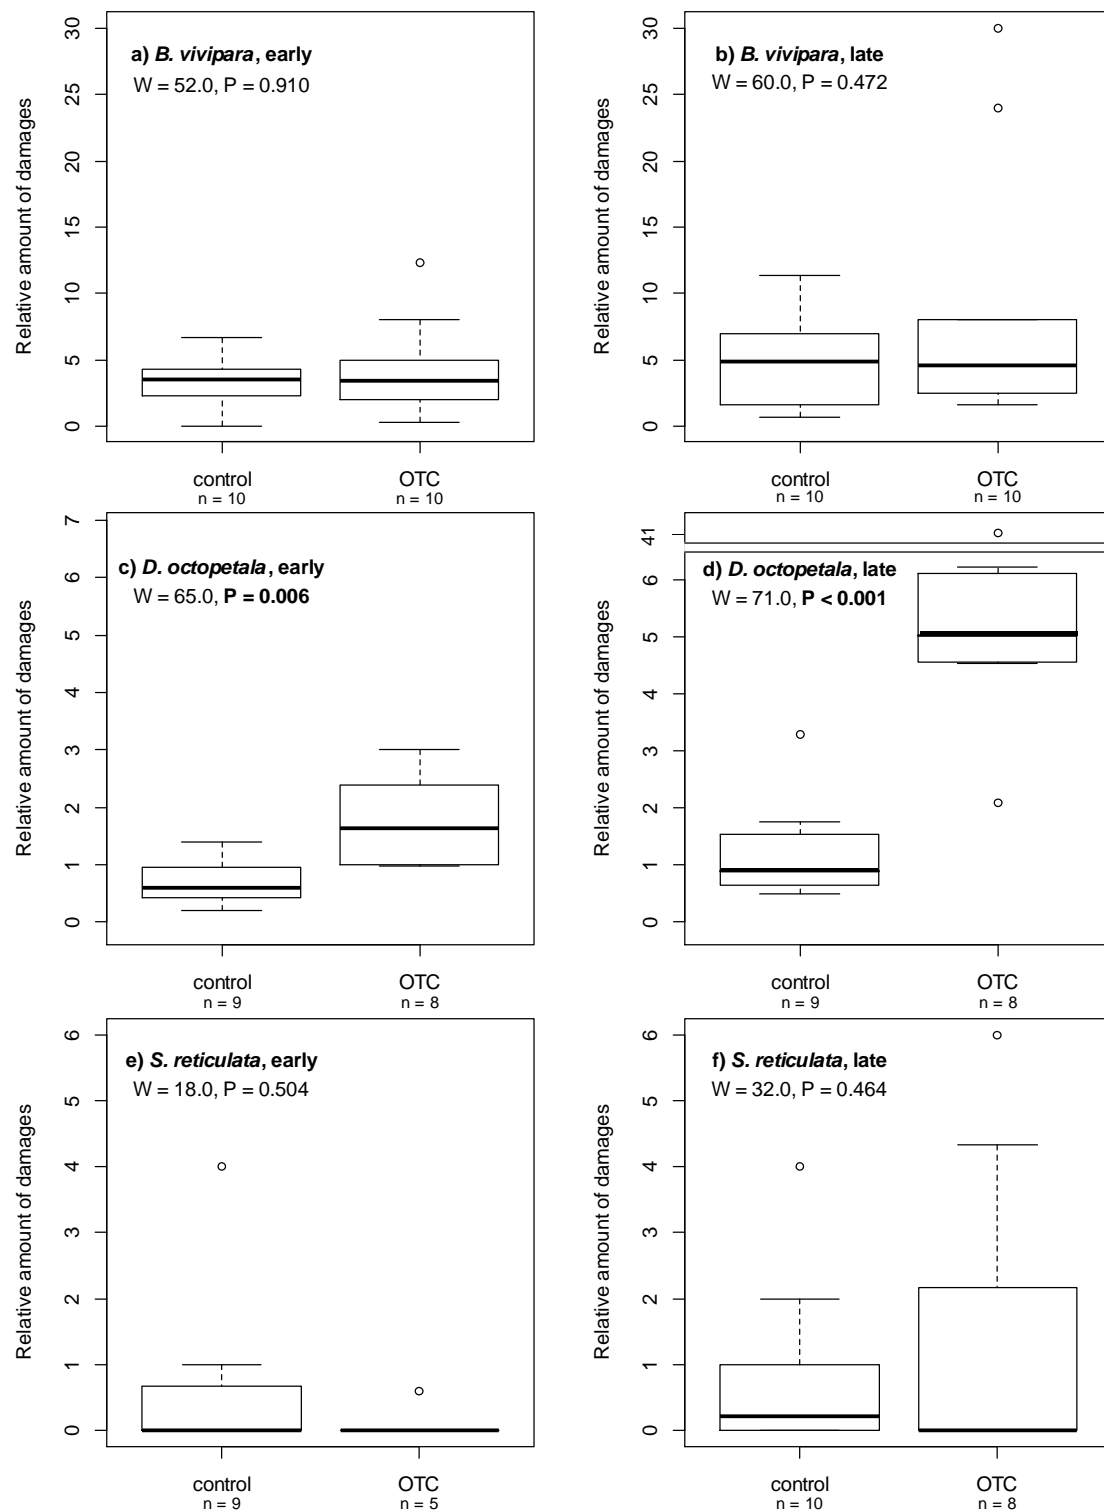 a) B. vivipara, early
W = 52.0, P = 0.910
Relative amount of damages
30
25
20
15
10
5
0
control
n = 10
OTC
n = 10
b) B. vivipara, late
W = 60.0, P = 0.472
Relative amount of damages
30
25
20
15
10
5
0
control
n = 10
OTC
n = 10
c) D. octopetala, early
W = 65.0, P = 0.006
Relative amount of damages
7
6
5
4
3
2
1
0
control
n = 9
OTC
n = 8
d) D. octopetala, late
W = 71.0, P < 0.001
Relative amount of damages
41
6
5
4
3
2
1
0
control
n = 9
OTC
n = 8
e) S. reticulata, early
W = 18.0, P = 0.504
Relative amount of damages
6
5
4
3
2
1
0
control
n = 9
OTC
n = 5
f) S. reticulata, late
W = 32.0, P = 0.464
Relative amount of damages
6
5
4
3
2
1
0
control
n = 10
OTC
n = 8